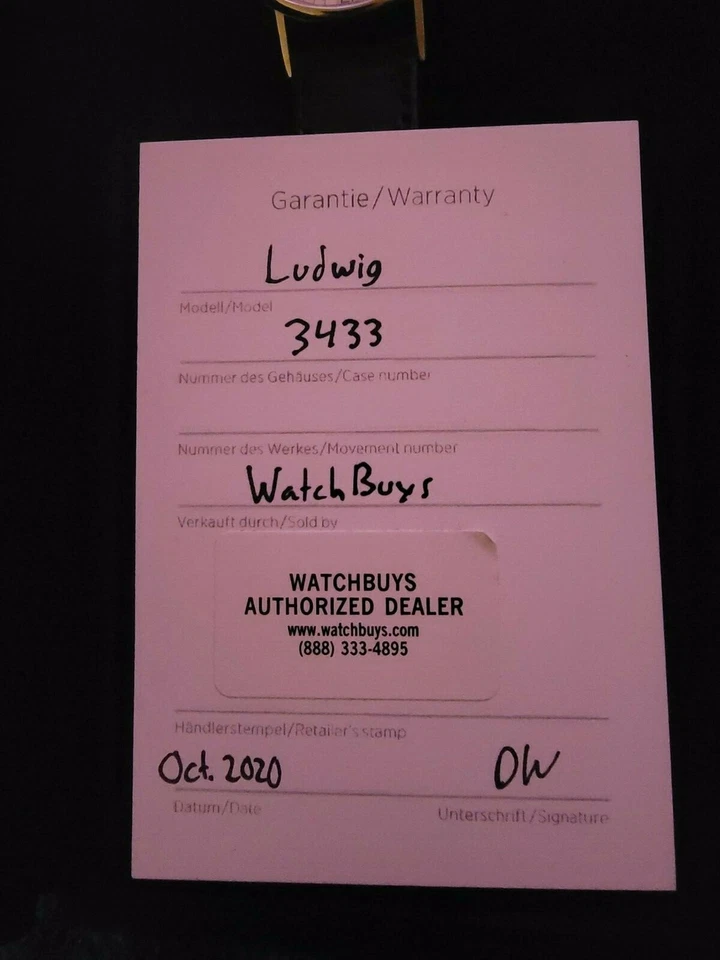 Garantie/Warranty
Ludwig
Modell/Model
3433
Nummer des Gehäuses/Case number
Nummer des Werkes/Movement number
WatchBuys
Verkauft durch/Sold by
WATCHBUYS
AUTHORIZED DEALER
www.watchbuys.com
(888) 333-4895
Händlerstempel/Retailer's stamp
Oct. 2020 OW
Datum/Date Unterschrift/Signature